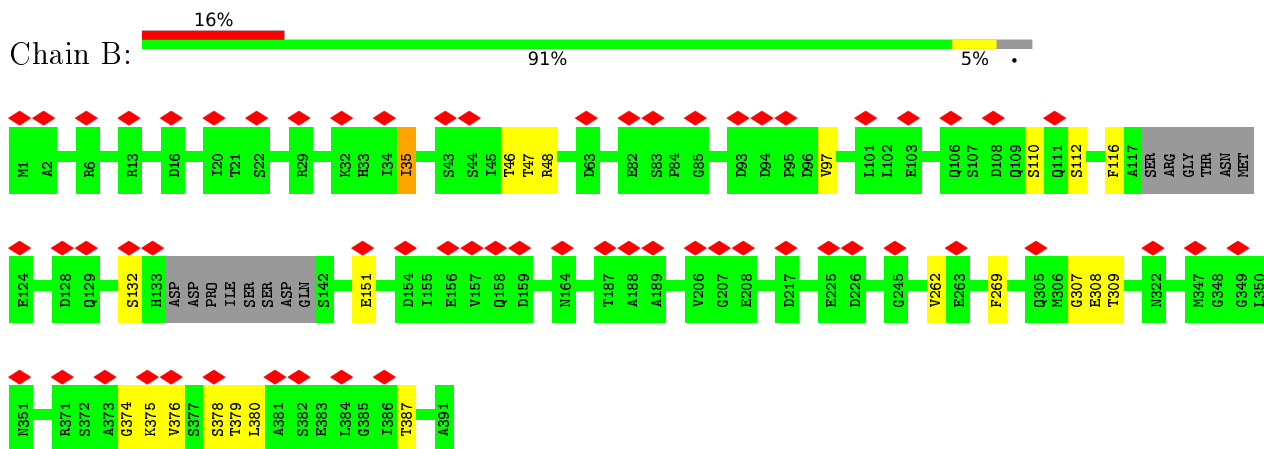 16%
Chain B:
91% 5% •
M1 A2 R6 R13 D16 I20 T21 S22 R29 K32 H33 I34 I35 S43 S44 I45 T46 T47 R48 D63 E82 S83 P84 G85 D93 D94 P95 D96 V97 L101 L102 E103 Q106 S107 D108 Q109 S110 Q111 S112 F116 A117 SER ARG GLY THR ASN MET
E124 D128 Q129 S132 H133 ASP ASP PRO ILE SER SER ASP GLN S142 E151 D154 I155 E156 V157 Q158 D159 N164 T187 A188 A189 V206 G207 E208 D217 E225 D226 G245 V262 E263 F269 Q305 M306 G307 E308 T309 N322 M347 G348 G349 L350
N351 R371 S372 A373 G374 K375 V376 S377 S378 T379 L380 A381 S382 E383 L384 G385 I386 T387 A391